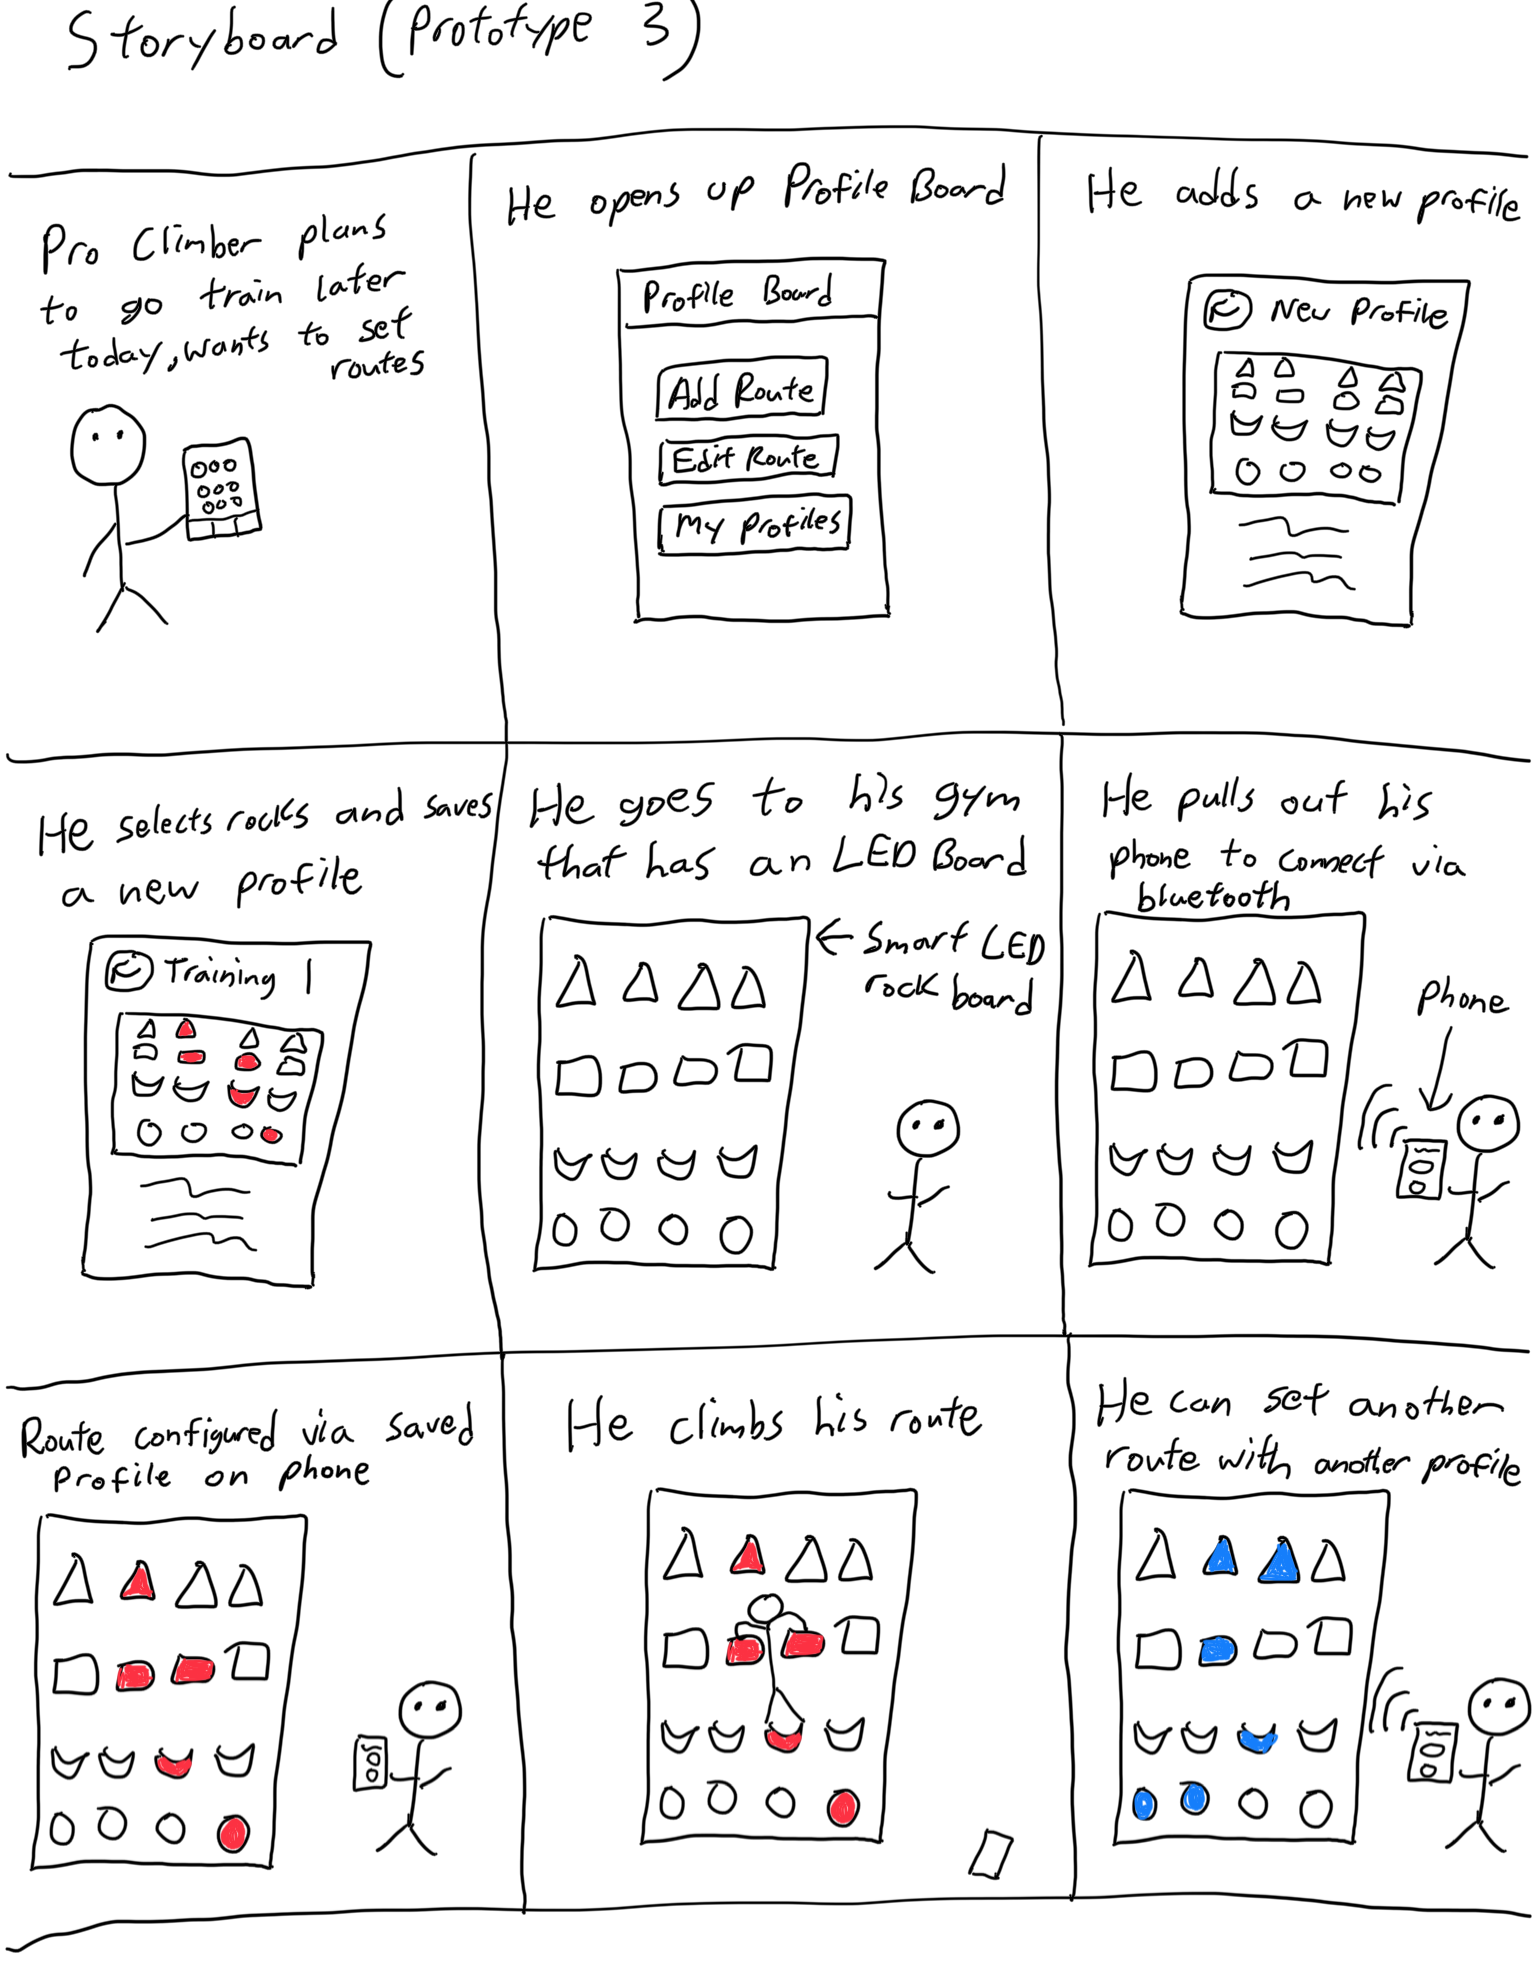 Storyboard (Prototype 3)
Pro Climber plans
to go train later
today, wants to set
routes
He opens up Profile Board
Profile Board
Add Route
Edit Route
My Profiles
He adds a new profile
New Profile
He selects rocks and saves
a new profile
Training 1
He goes to his gym
that has an LED Board
← Smart LED
rock board
He pulls out his
phone to connect via
bluetooth
Phone
Route configured via saved
Profile on phone
He climbs his route
He can set another
route with another profile